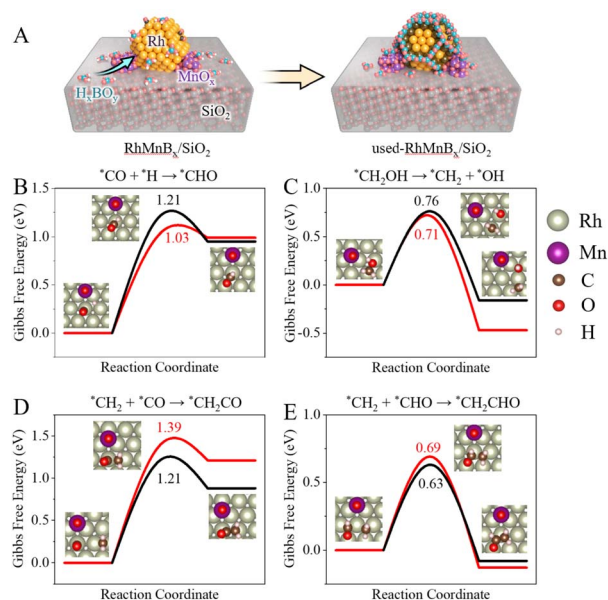 A
Rh
MnOₓ
HₓBOᵧ
SiO₂
RhMnBₓ/SiO₂
used-RhMnBₓ/SiO₂
B
*CO + *H → *CHO
Gibbs Free Energy (eV)
1.5
1.0
0.5
0.0
1.21
1.03
Reaction Coordinate
C
*CH₂OH → *CH₂ + *OH
Gibbs Free Energy (eV)
1.0
0.5
0.0
-0.5
0.76
0.71
Reaction Coordinate
Rh
Mn
C
O
H
D
*CH₂ + *CO → *CH₂CO
Gibbs Free Energy (eV)
1.5
1.0
0.5
0.0
1.39
1.21
Reaction Coordinate
E
*CH₂ + *CHO → *CH₂CHO
Gibbs Free Energy (eV)
1.0
0.5
0.0
0.69
0.63
Reaction Coordinate